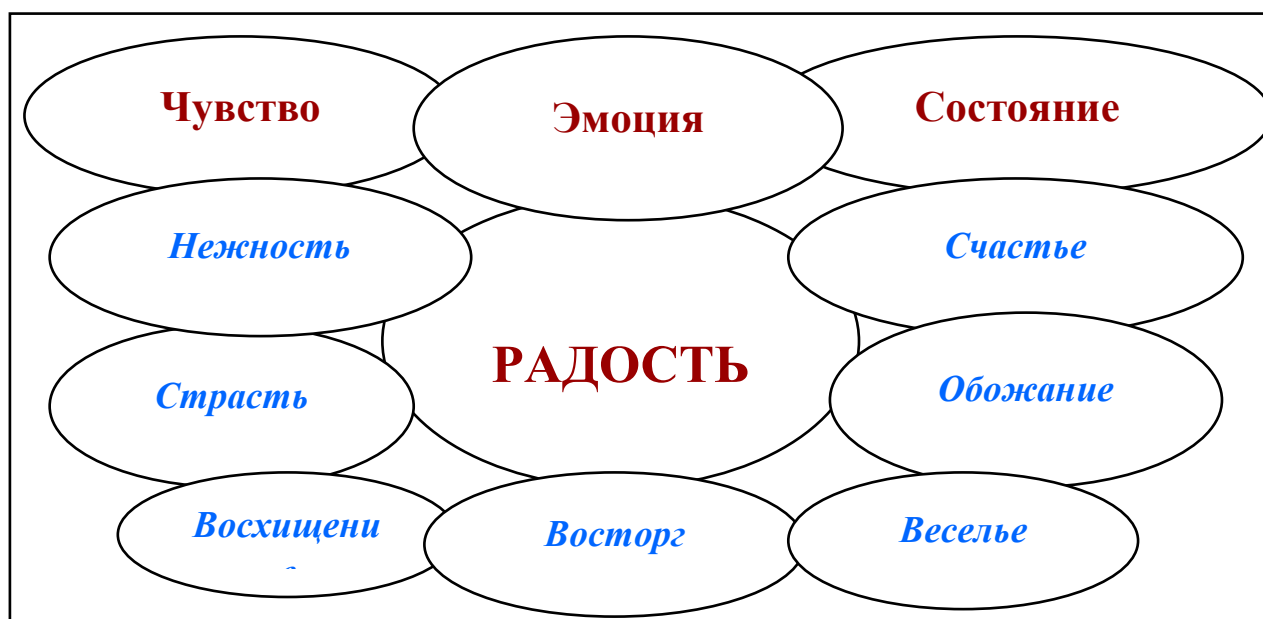 Чувство
Эмоция
Состояние
Нежность
Счастье
РАДОСТЬ
Страсть
Обожание
Восхищени
Восторг
Веселье